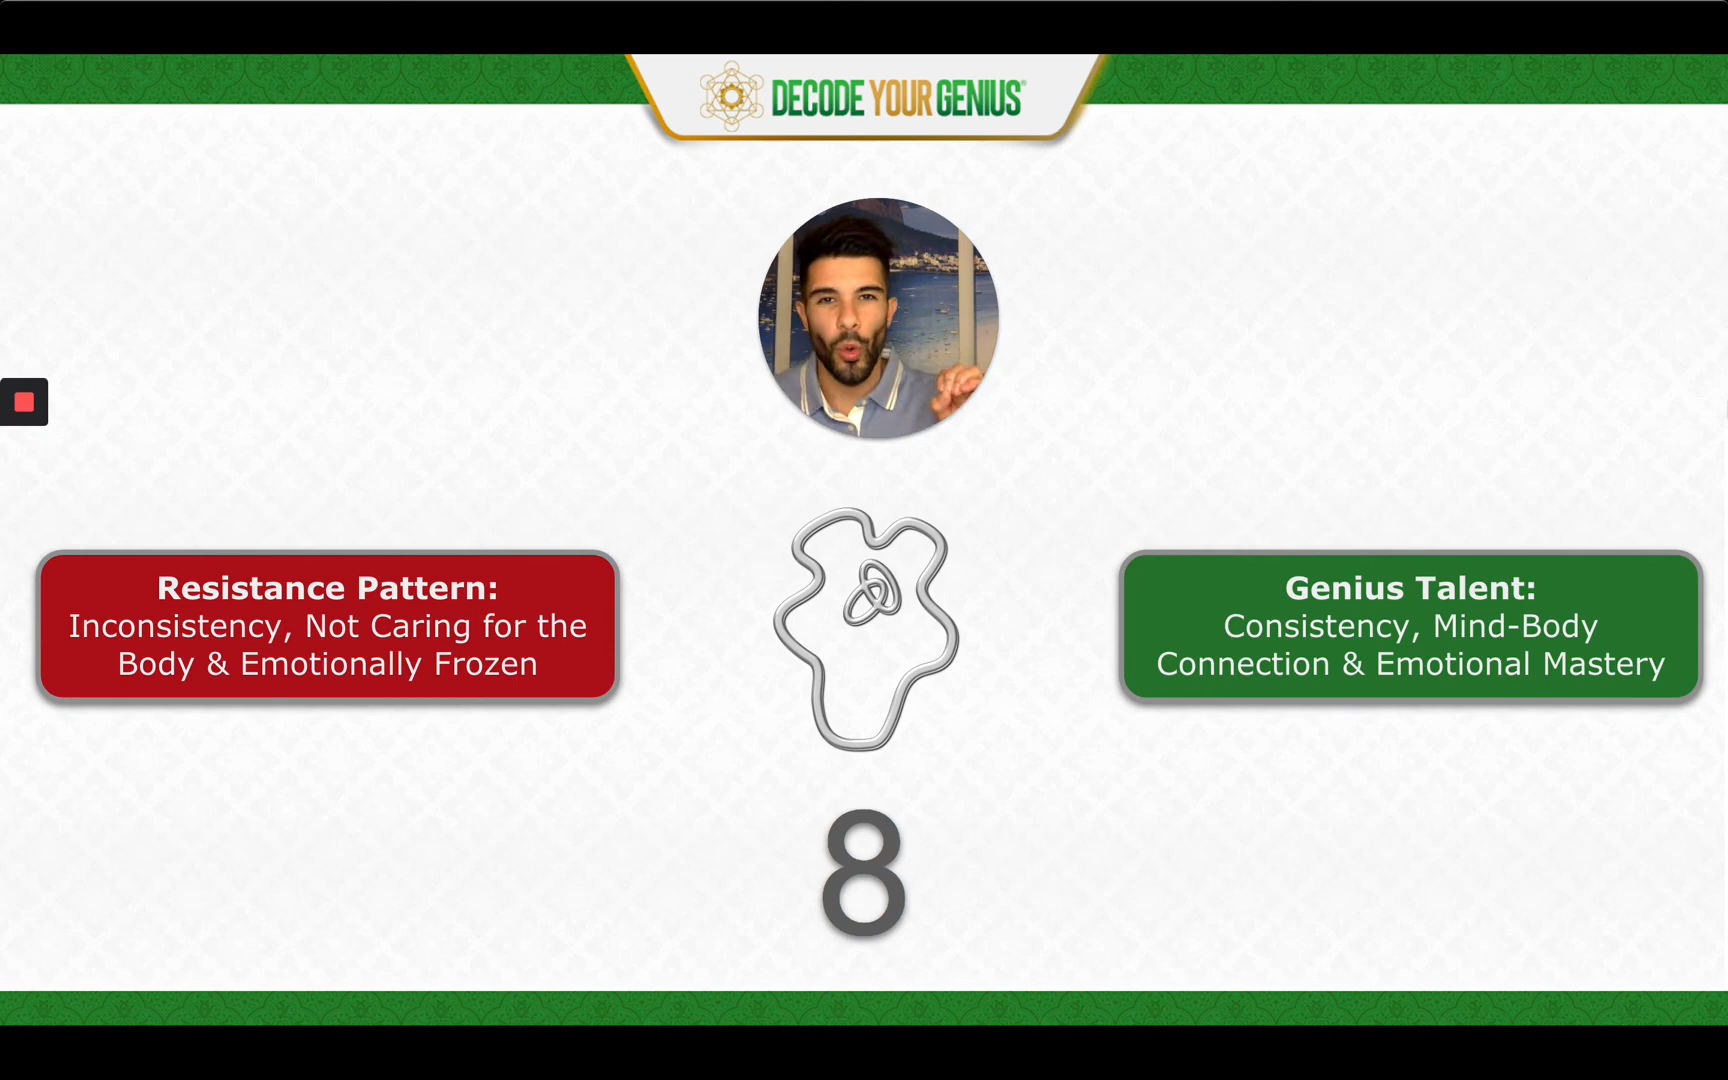 DECODE YOUR GENIUS®
Resistance Pattern:
Inconsistency, Not Caring for the
Body & Emotionally Frozen
Genius Talent:
Consistency, Mind-Body
Connection & Emotional Mastery
8